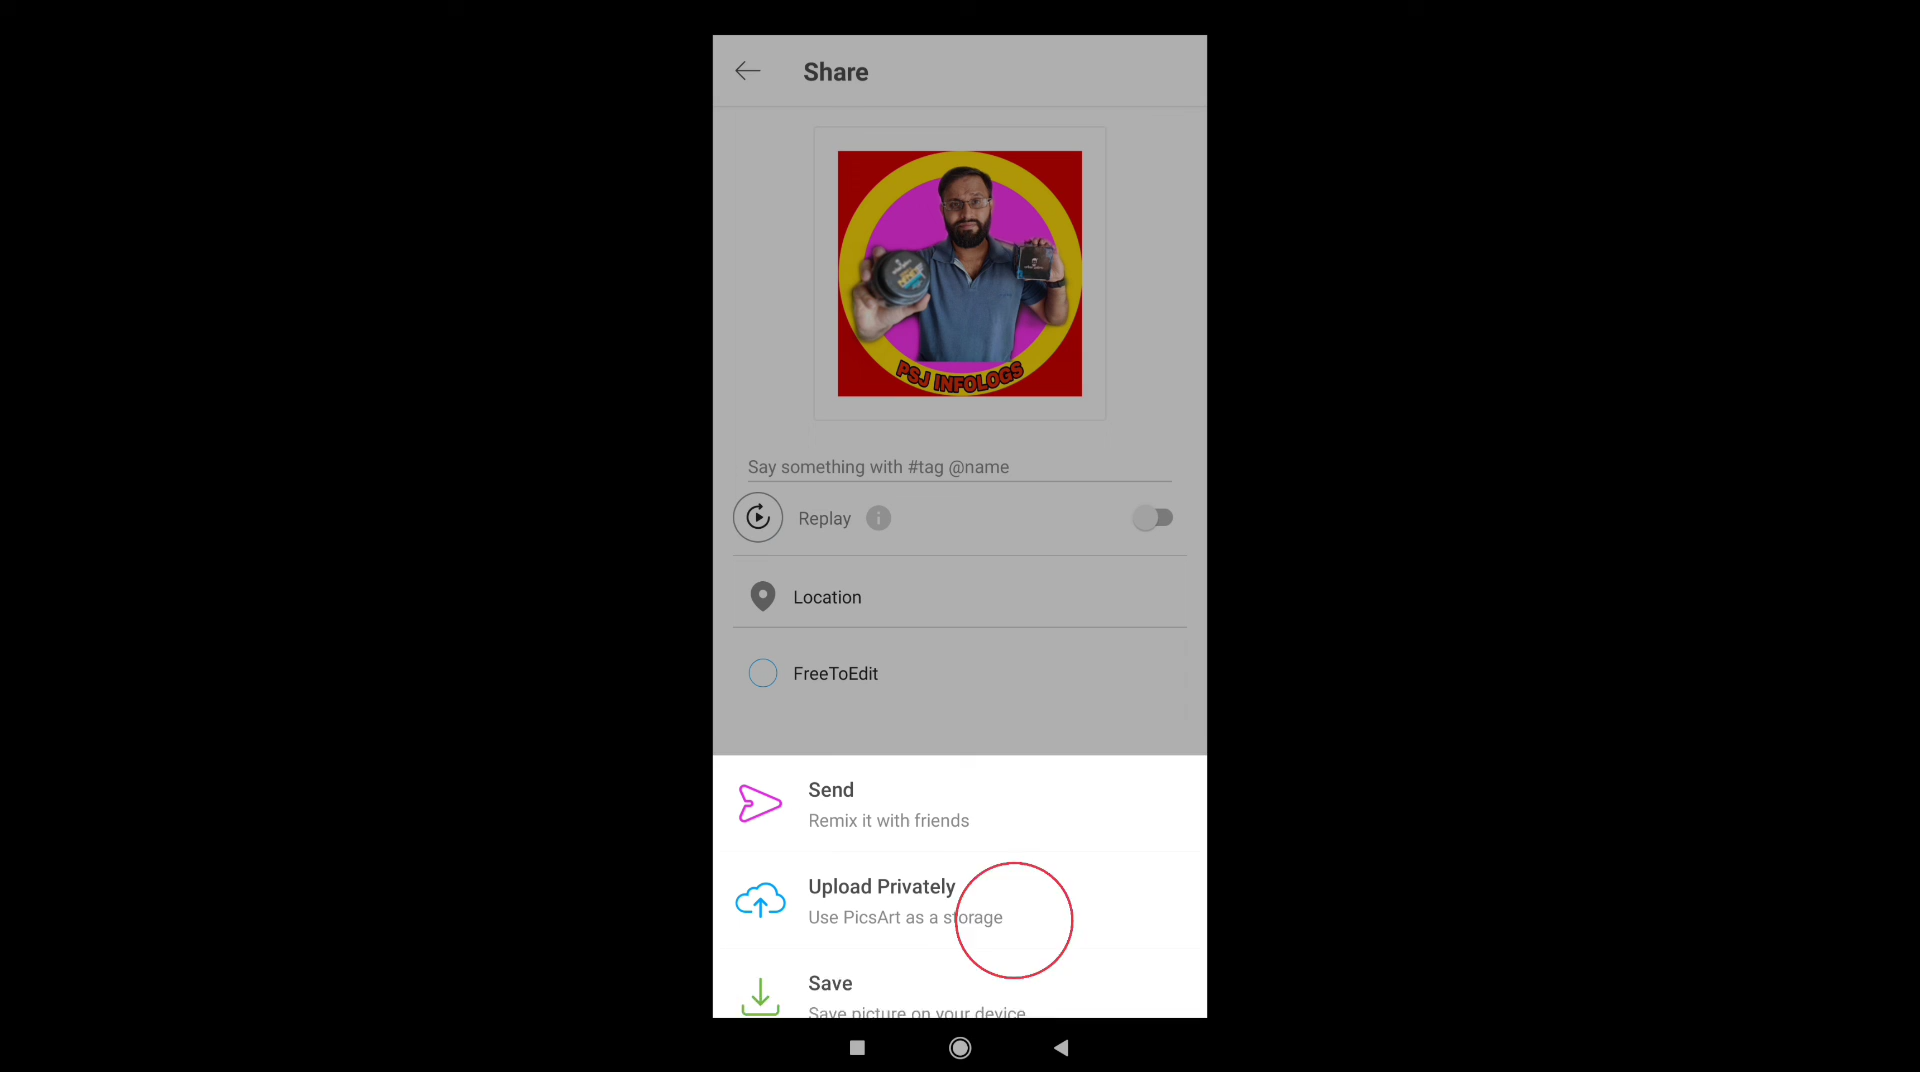 Share
PSJ INFOLOGS
Say something with #tag @name
Replay
Location
FreeToEdit
Send
Remix it with friends
Upload Privately
Use PicsArt as a storage
Save
Save picture on your device